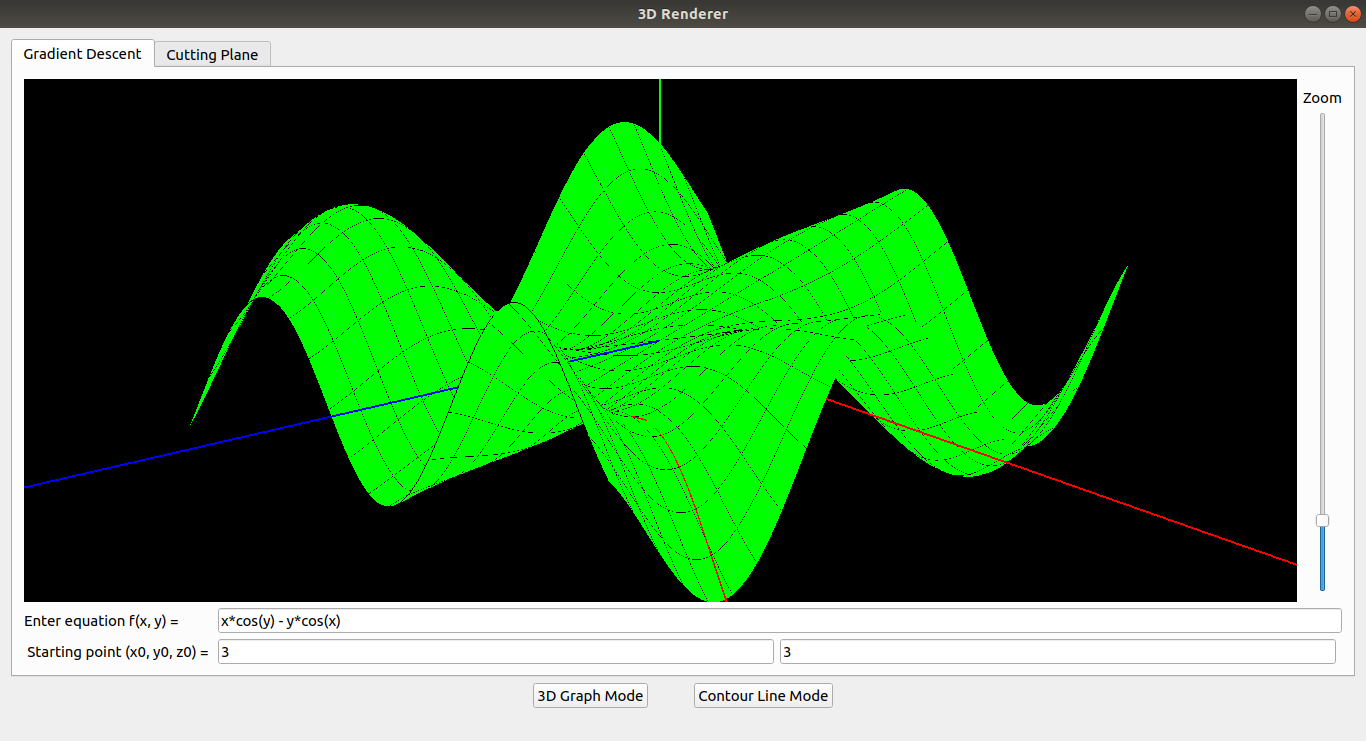 3D Renderer
Gradient Descent Cutting Plane
Zoom
Enter equation f(x, y) = x*cos(y) - y*cos(x)
Starting point (x0, y0, z0) = 3 3
3D Graph Mode Contour Line Mode